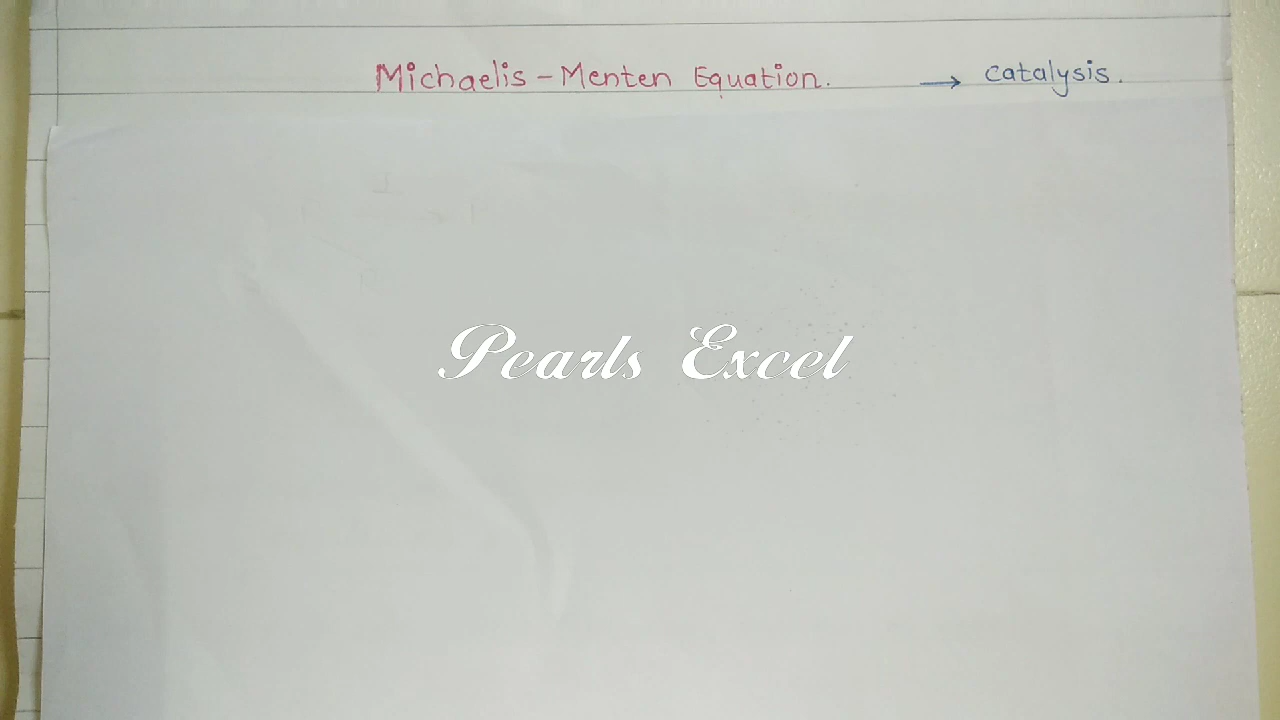 Michaelis - Menten Equation. → Catalysis.
Pearls Excel